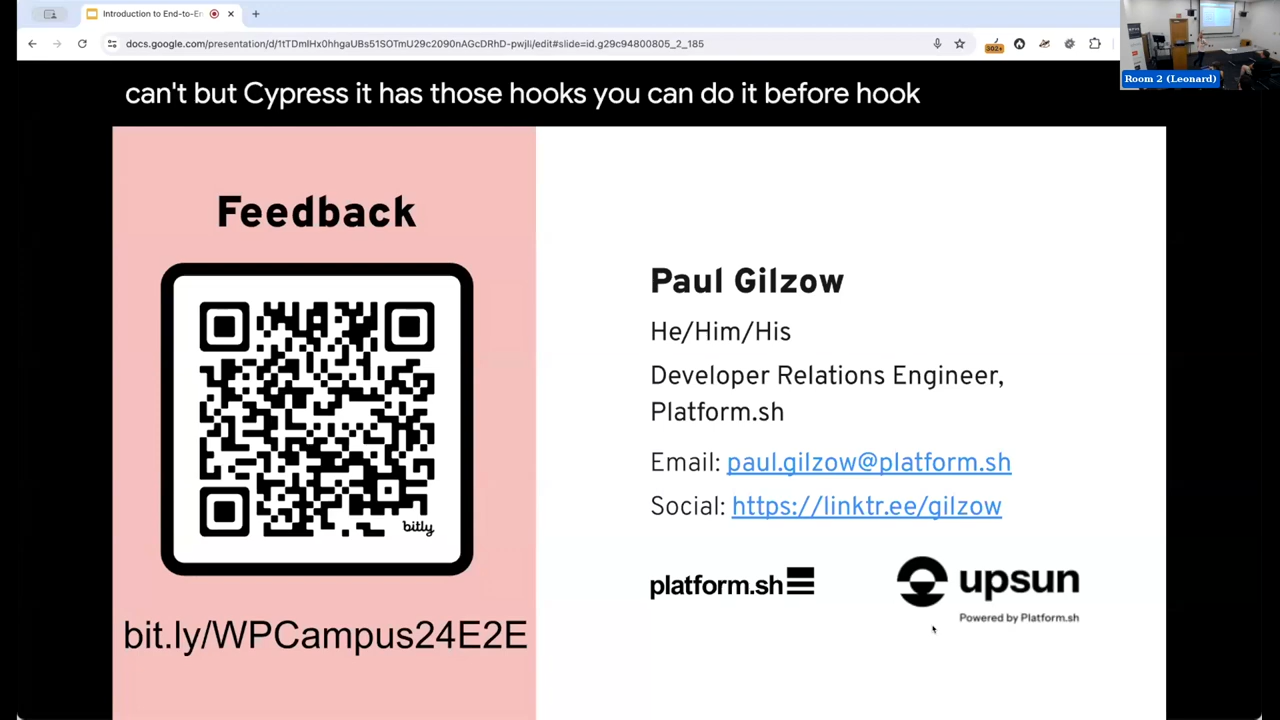 Introduction to End-to-En
docs.google.com/presentation/d/1tTDmIHx0hhgaUBs51SOTmU29c2090nAGcDRhD-pwjli/edit#slide=id.g29c94800805_2_185
302+
Room 2 (Leonard)
can't but Cypress it has those hooks you can do it before hook
Feedback
bitly
bit.ly/WPCampus24E2E
Paul Gilzow
He/Him/His
Developer Relations Engineer,
Platform.sh
Email: paul.gilzow@platform.sh
Social: https://linktr.ee/gilzow
platform.sh
upsun
Powered by Platform.sh